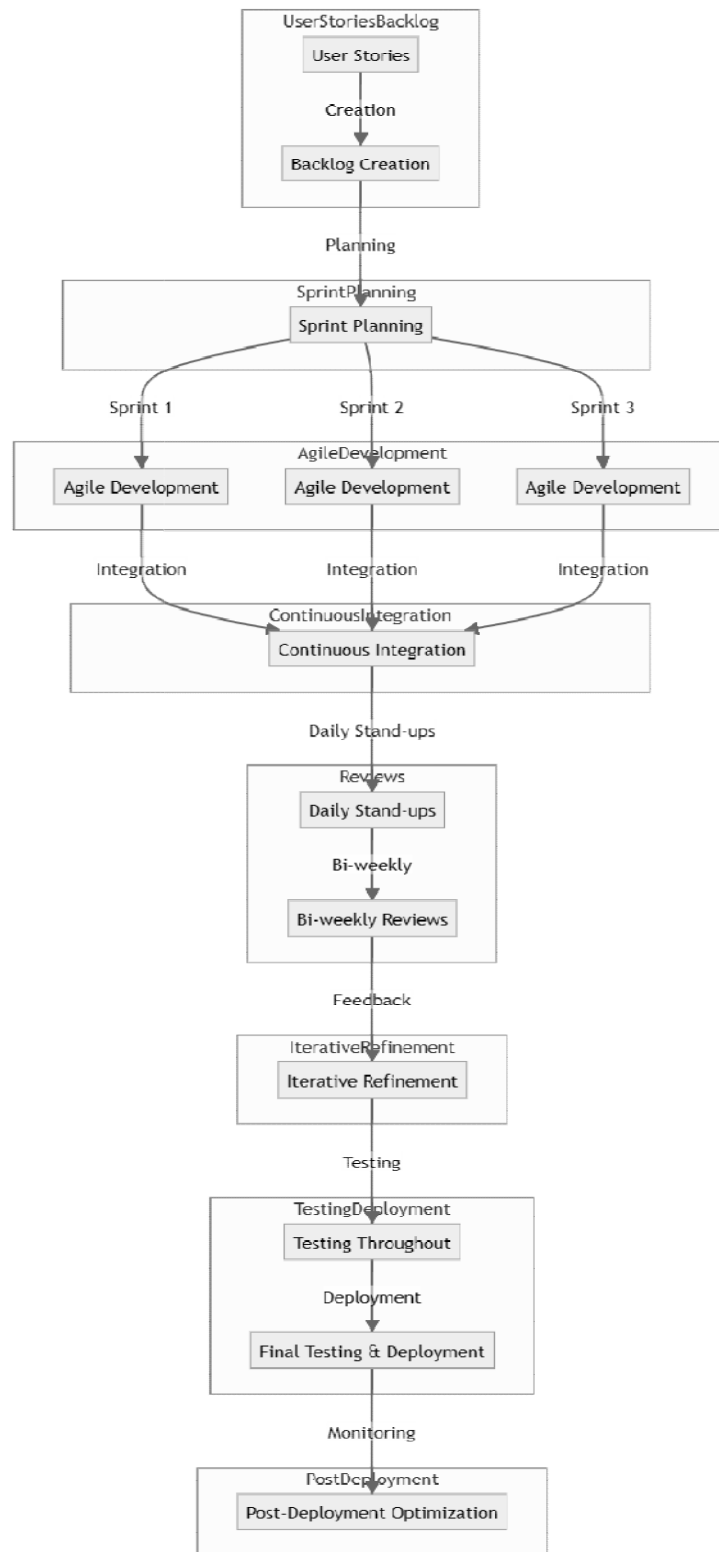 UserStoriesBacklog
User Stories
Creation
Backlog Creation
Planning
SprintPlanning
Sprint Planning
Sprint 1 Sprint 2 Sprint 3
AgileDevelopment
Agile Development Agile Development Agile Development
Integration Integration Integration
ContinuousIntegration
Continuous Integration
Daily Stand-ups
Reviews
Daily Stand-ups
Bi-weekly
Bi-weekly Reviews
Feedback
IterativeRefinement
Iterative Refinement
Testing
TestingDeployment
Testing Throughout
Deployment
Final Testing & Deployment
Monitoring
PostDeployment
Post-Deployment Optimization